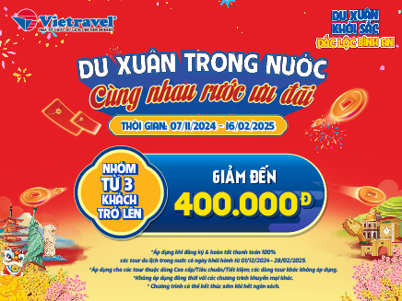 Vietravel
DU XUÂN
KHỞI SẮC
ĐẮC LỘC BÌNH AN
DU XUÂN TRONG NƯỚC
Cùng nhau rước ưu đãi
THỜI GIAN: 07/11/2024 - 16/02/2025
NHÓM
TỪ 3
KHÁCH
TRỞ LÊN
GIẢM ĐẾN
400.000Đ
*Áp dụng khi đăng ký & hoàn tất thanh toán 100%
các tour du lịch trong nước có ngày khởi hành từ 01/12/2024 - 28/02/2025.
*Áp dụng cho các tour thuộc dòng Cao cấp/Tiêu chuẩn/Tiết kiệm; các dòng tour khác không áp dụng.
*Không áp dụng đồng thời với các chương trình khuyến mại khác.
* Chương trình có thể kết thúc sớm khi hết ngân sách.